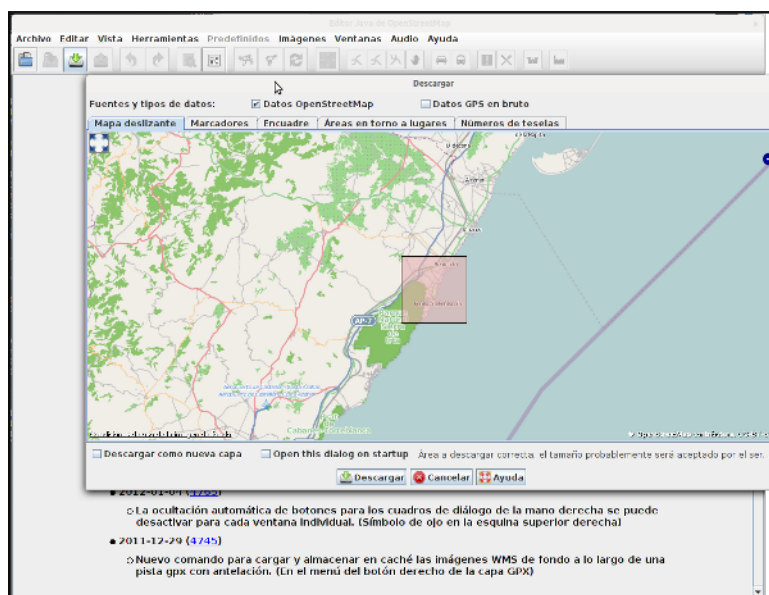 Editor Java de OpenStreetMap
Archivo Editar Vista Herramientas Predefinidos Imágenes Ventanas Audio Ayuda
Descargar
Fuentes y tipos de datos: Datos OpenStreetMap Datos GPS en bruto
Mapa deslizante Marcadores Encuadre Áreas en torno a lugares Números de teselas
AP-7
Descargar como nueva capa Open this dialog on startup Área a descargar correcta, el tamaño probablemente será aceptado por el ser.
Descargar Cancelar Ayuda
2012-01-04 (4765)
La ocultación automática de botones para los cuadros de diálogo de la mano derecha se puede
desactivar para cada ventana individual. (Símbolo de ojo en la esquina superior derecha)
2011-12-29 (4745)
Nuevo comando para cargar y almacenar en caché las imágenes WMS de fondo a lo largo de una
pista gpx con antelación. (En el menú del botón derecho de la capa GPX)